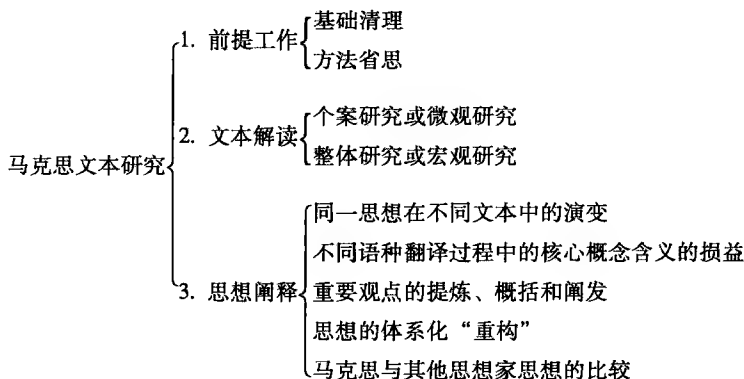 马克思文本研究
1. 前提工作
基础清理
方法省思
2. 文本解读
个案研究或微观研究
整体研究或宏观研究
3. 思想阐释
同一思想在不同文本中的演变
不同语种翻译过程中的核心概念含义的损益
重要观点的提炼、概括和阐发
思想的体系化“重构”
马克思与其他思想家思想的比较